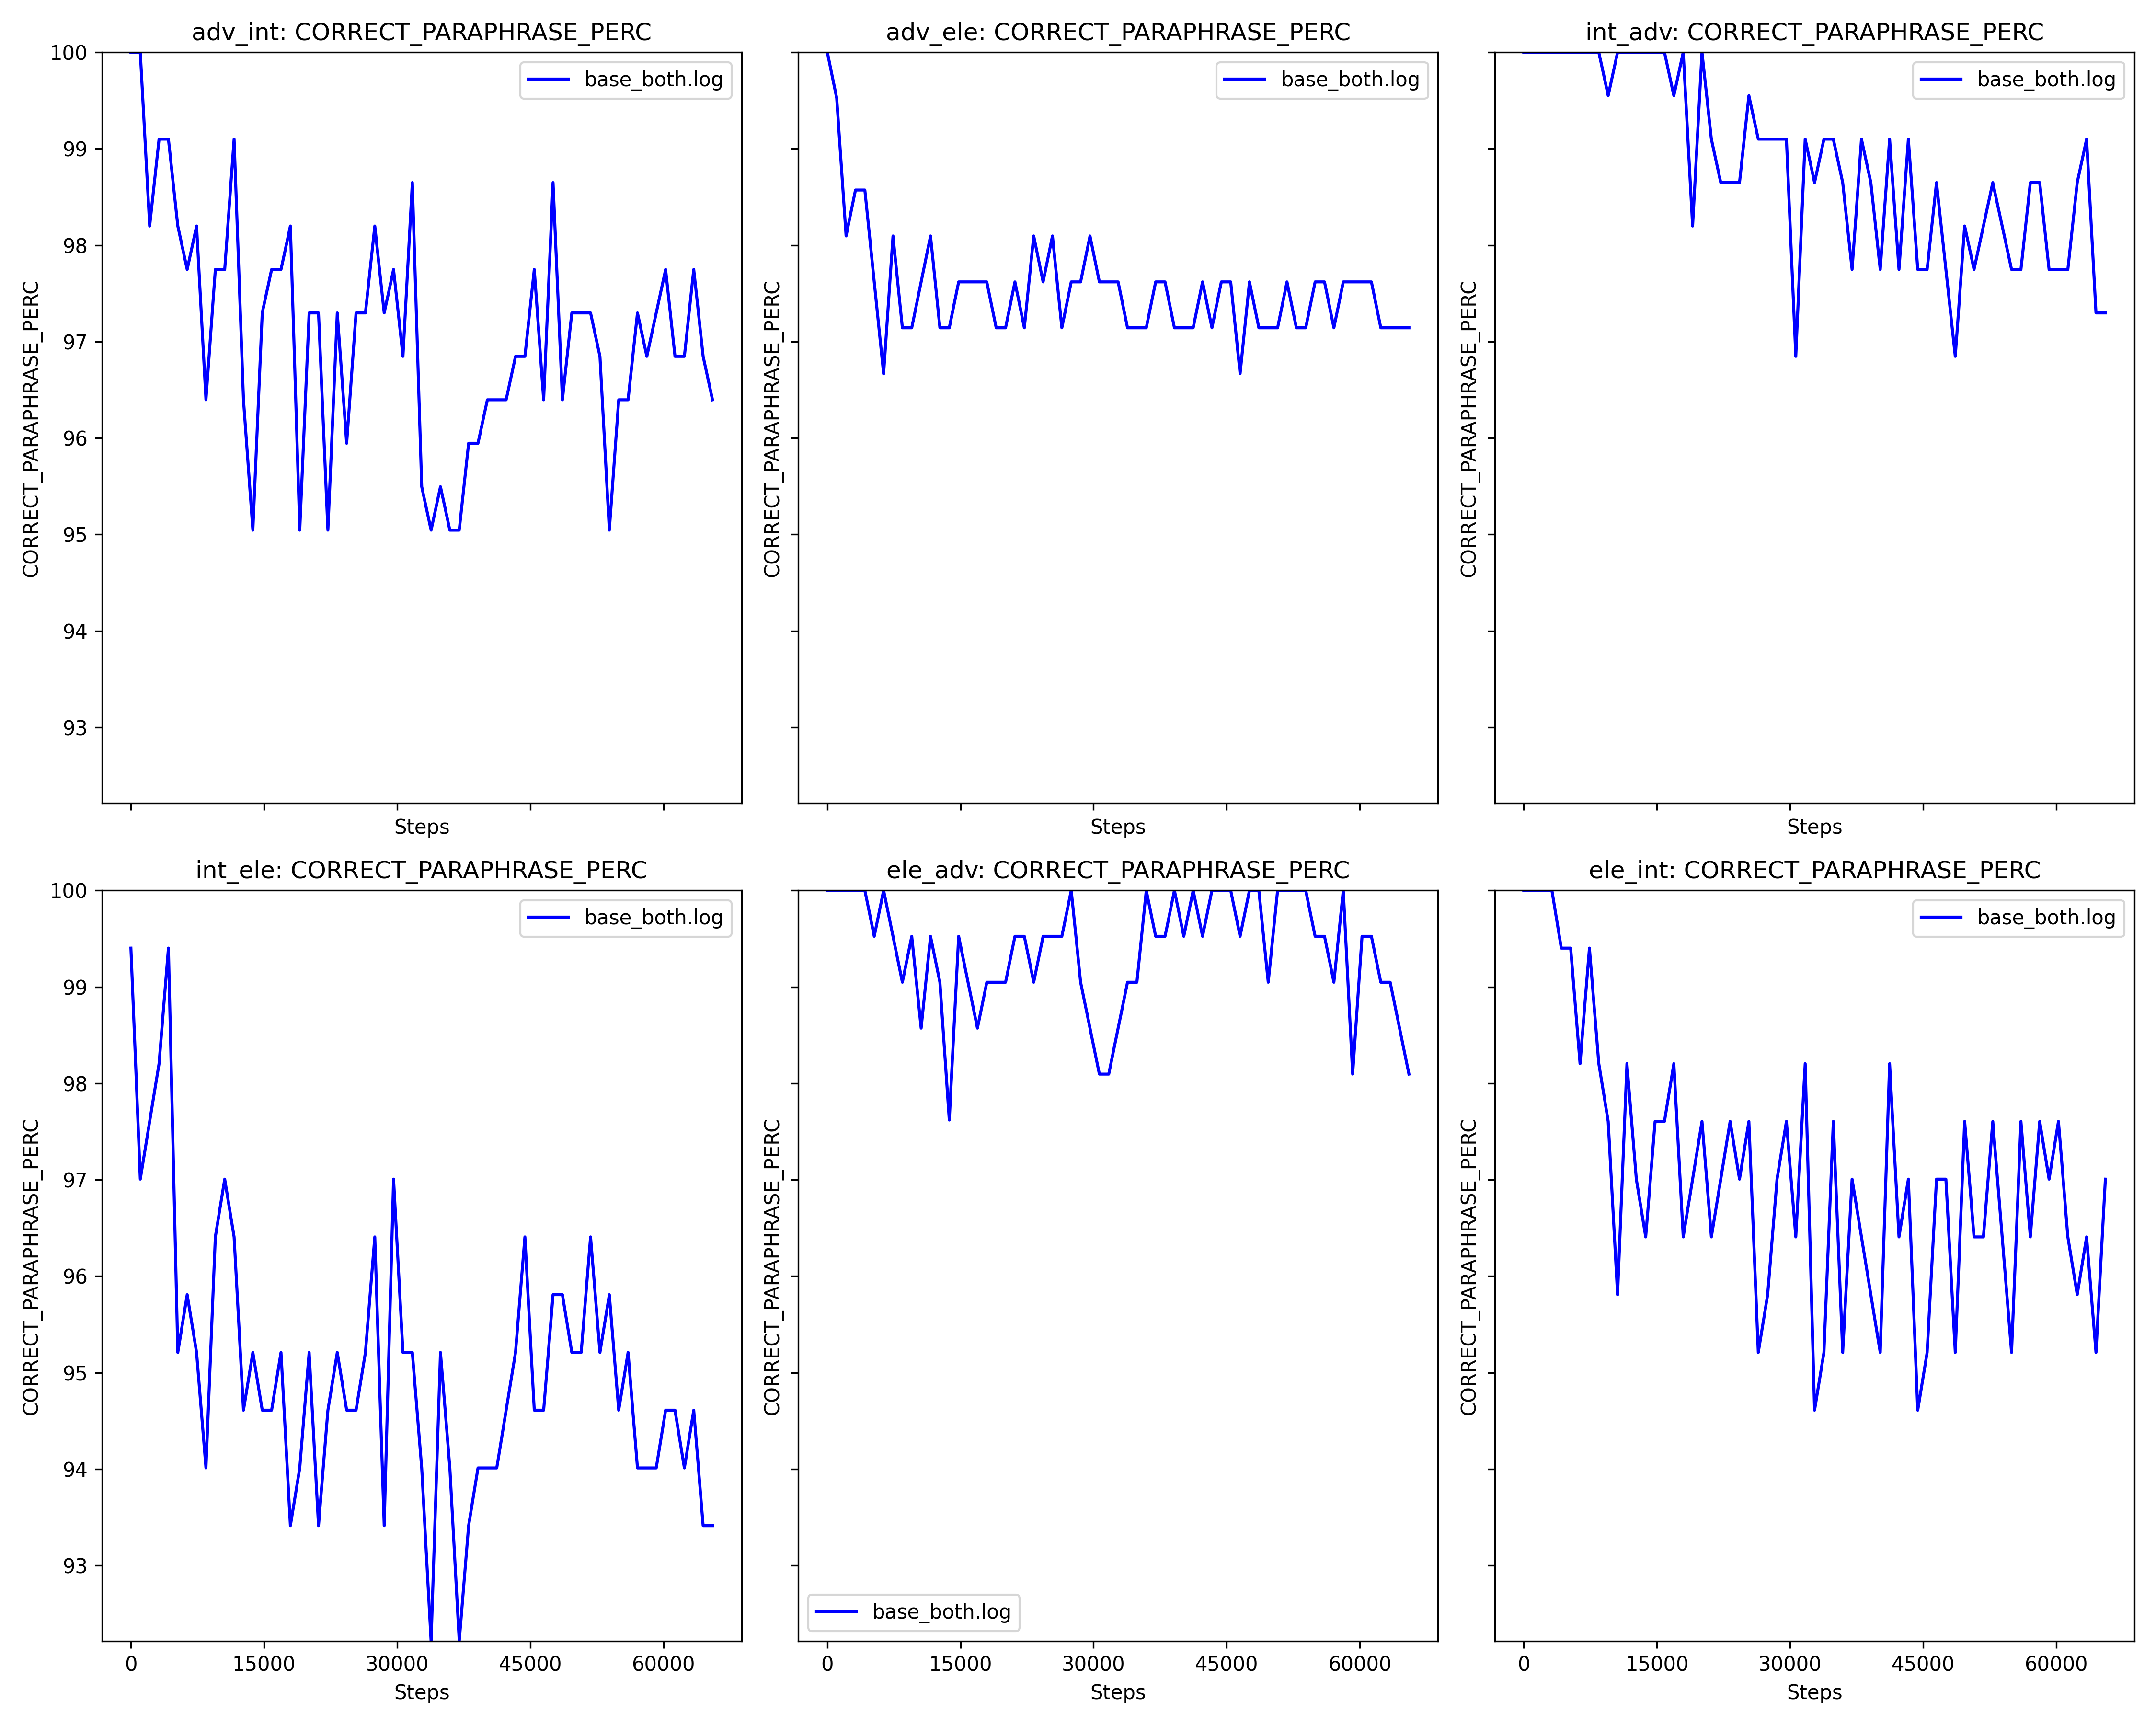 adv_int: CORRECT_PARAPHRASE_PERC
adv_ele: CORRECT_PARAPHRASE_PERC
int_adv: CORRECT_PARAPHRASE_PERC
CORRECT_PARAPHRASE_PERC
100
99
98
97
96
95
94
93
base_both.log
Steps
CORRECT_PARAPHRASE_PERC
base_both.log
Steps
CORRECT_PARAPHRASE_PERC
base_both.log
Steps
int_ele: CORRECT_PARAPHRASE_PERC
ele_adv: CORRECT_PARAPHRASE_PERC
ele_int: CORRECT_PARAPHRASE_PERC
CORRECT_PARAPHRASE_PERC
100
99
98
97
96
95
94
93
base_both.log
0 15000 30000 45000 60000
Steps
CORRECT_PARAPHRASE_PERC
base_both.log
0 15000 30000 45000 60000
Steps
CORRECT_PARAPHRASE_PERC
base_both.log
0 15000 30000 45000 60000
Steps